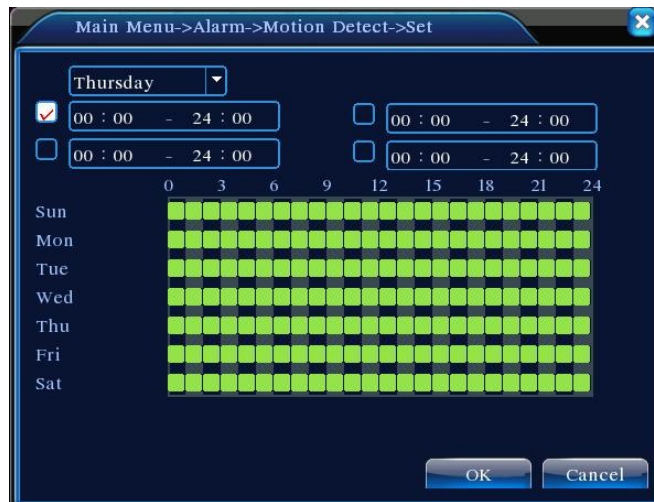 Main Menu->Alarm->Motion Detect->Set
Thursday
00 : 00 - 24 : 00 00 : 00 - 24 : 00
00 : 00 - 24 : 00 00 : 00 - 24 : 00
0 3 6 9 12 15 18 21 24
Sun
Mon
Tue
Wed
Thu
Fri
Sat
OK Cancel